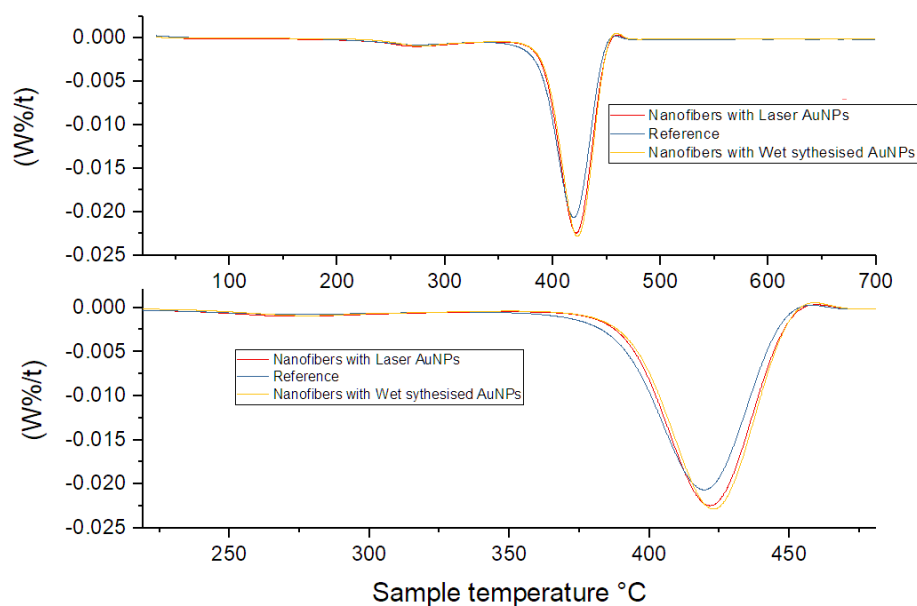 0.000
-0.005
-0.010
-0.015
-0.020
-0.025
(W%/t)
Nanofibers with Laser AuNPs
Reference
Nanofibers with Wet sythesised AuNPs
100 200 300 400 500 600 700
0.000
-0.005
-0.010
-0.015
-0.020
-0.025
(W%/t)
Nanofibers with Laser AuNPs
Reference
Nanofibers with Wet sythesised AuNPs
250 300 350 400 450
Sample temperature °C